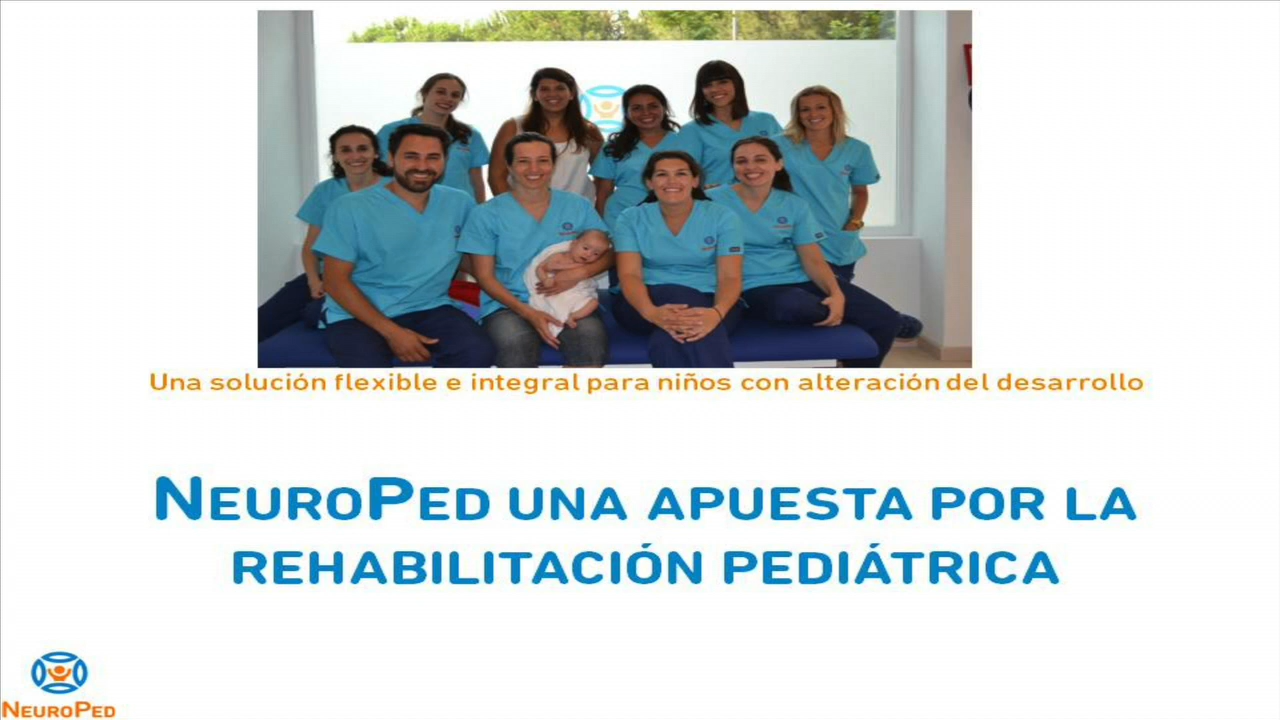 Una solución flexible e integral para niños con alteración del desarrollo
NEUROPED UNA APUESTA POR LA
REHABILITACIÓN PEDIÁTRICA
NEUROPED